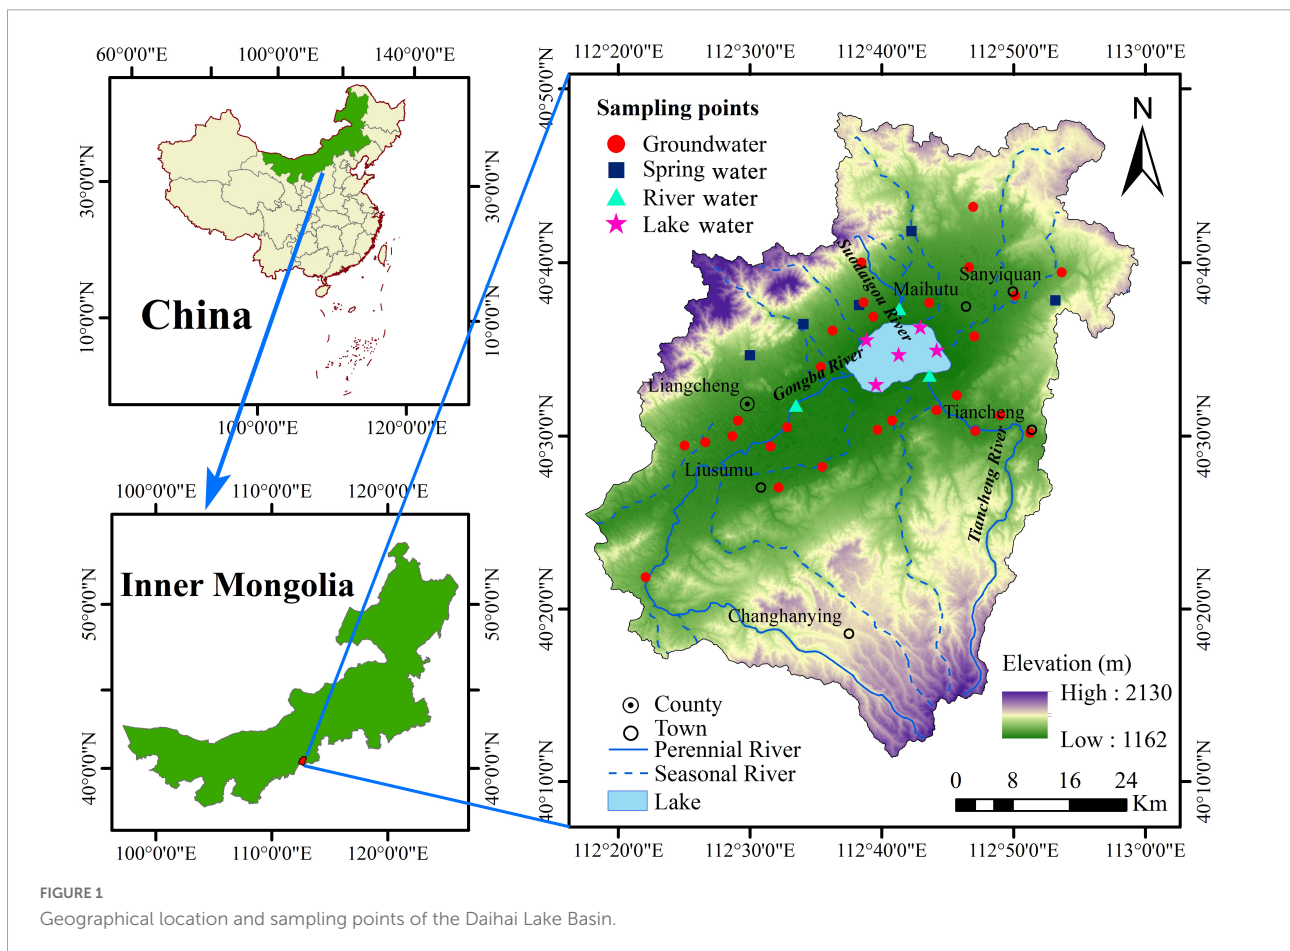 60°0'0"E 100°0'0"E 140°0'0"E
30°0'0"N
10°0'0"N
China
30°0'0"N
10°0'0"N
100°0'0"E 120°0'0"E
100°0'0"E 110°0'0"E 120°0'0"E
Inner Mongolia
50°0'0"N
40°0'0"N
50°0'0"N
40°0'0"N
100°0'0"E 110°0'0"E 120°0'0"E
112°20'0"E 112°30'0"E 112°40'0"E 112°50'0"E 113°0'0"E
40°50'0"N
40°40'0"N
40°30'0"N
40°20'0"N
40°10'0"N
Sampling points
Groundwater
Spring water
River water
Lake water
N
Suodaigou River
Sanyiquan
Maihutu
Gongba River
Liangcheng
Tiancheng
Liusumu
Tiancheng River
Changhanying
County
Town
Perennial River
Seasonal River
Lake
Elevation (m)
High : 2130
Low : 1162
0 8 16 24
Km
40°50'0"N
40°40'0"N
40°30'0"N
40°20'0"N
40°10'0"N
112°20'0"E 112°30'0"E 112°40'0"E 112°50'0"E 113°0'0"E
FIGURE 1
Geographical location and sampling points of the Daihai Lake Basin.